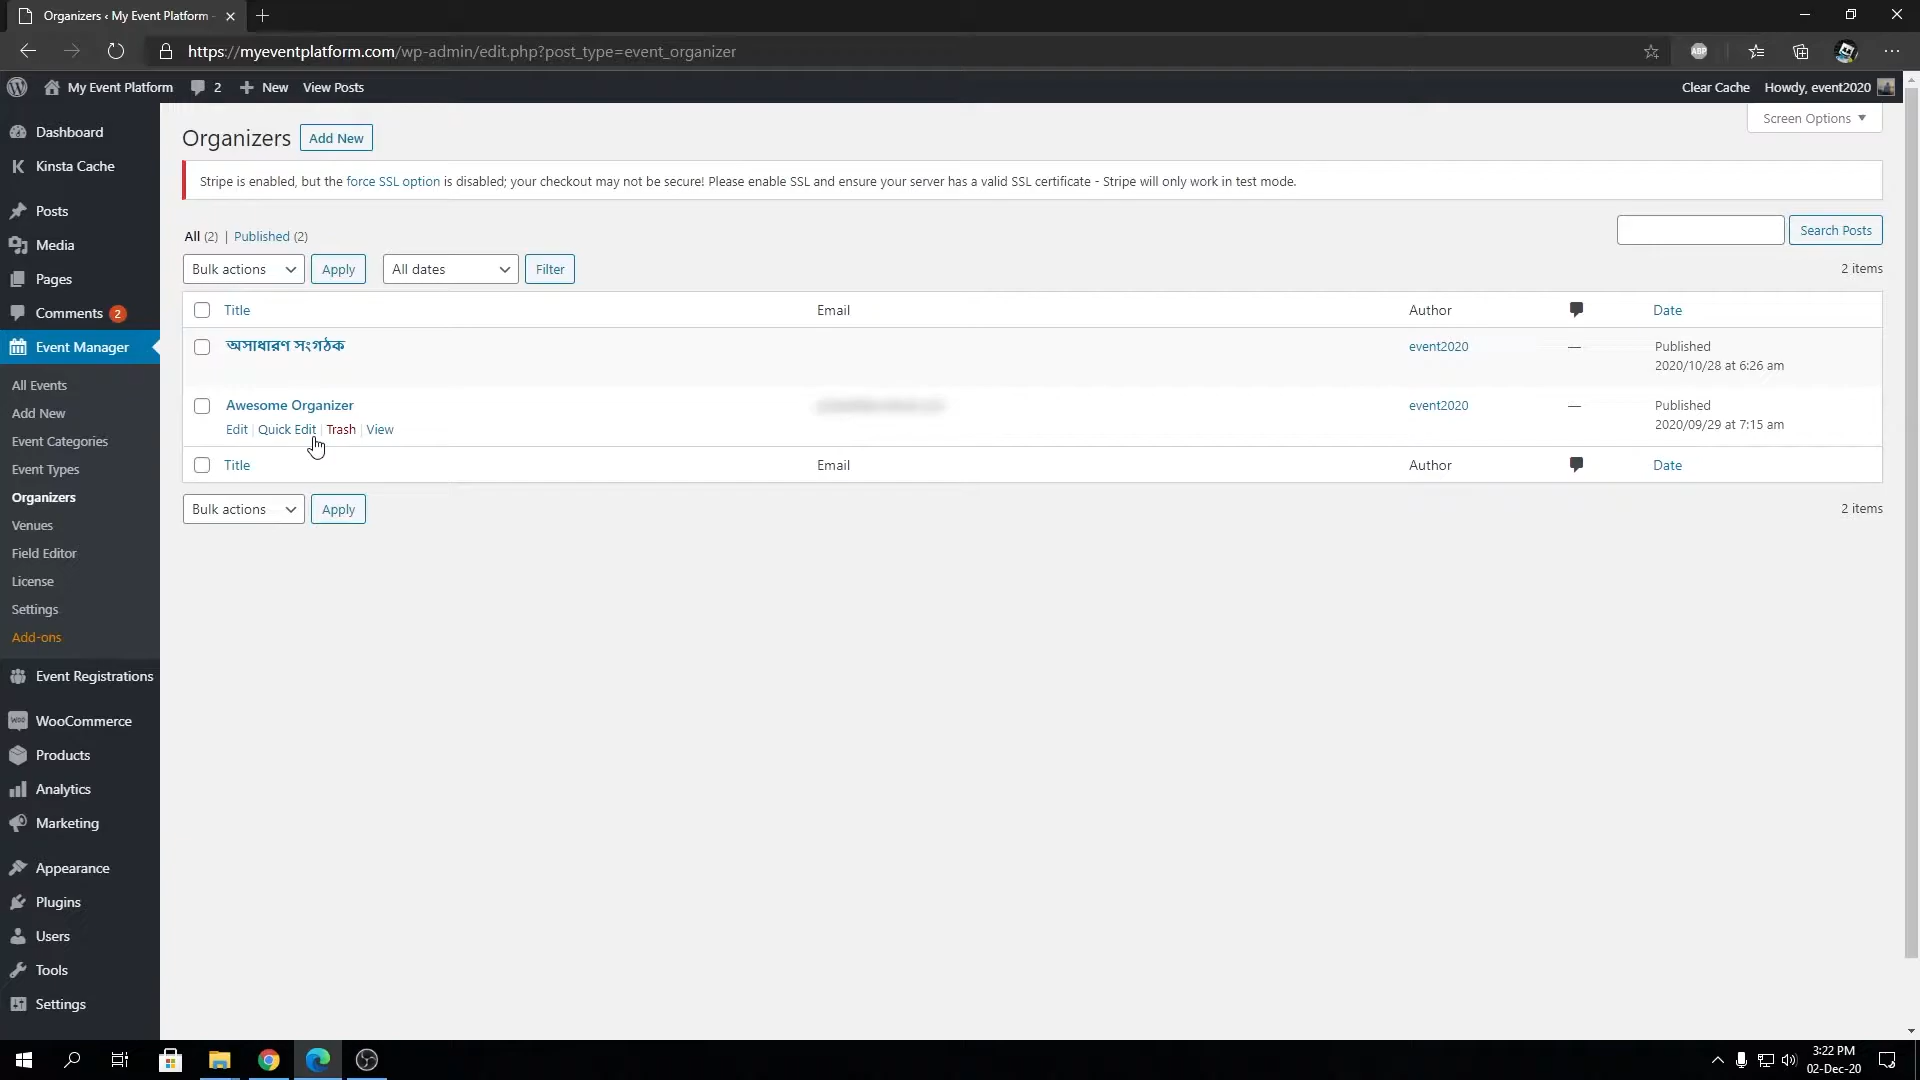 Organizers ‹ My Event Platform -
https://myeventplatform.com/wp-admin/edit.php?post_type=event_organizer
ABP
My Event Platform 2 New View Posts Clear Cache Howdy, event2020
Dashboard
Kinsta Cache
Posts
Media
Pages
Comments 2
Event Manager
All Events
Add New
Event Categories
Event Types
Organizers
Venues
Field Editor
License
Settings
Add-ons
Event Registrations
WooCommerce
Products
Analytics
Marketing
Appearance
Plugins
Users
Tools
Settings
Screen Options
Organizers Add New
Stripe is enabled, but the force SSL option is disabled; your checkout may not be secure! Please enable SSL and ensure your server has a valid SSL certificate - Stripe will only work in test mode.
All (2) | Published (2)
Search Posts
Bulk actions Apply All dates Filter 2 items
Title Email Author Date
অসাধারণ সংগঠক event2020 — Published
2020/10/28 at 6:26 am
Awesome Organizer event2020 — Published
2020/09/29 at 7:15 am
Edit | Quick Edit | Trash | View
Title Email Author Date
Bulk actions Apply 2 items
3:22 PM
02-Dec-20